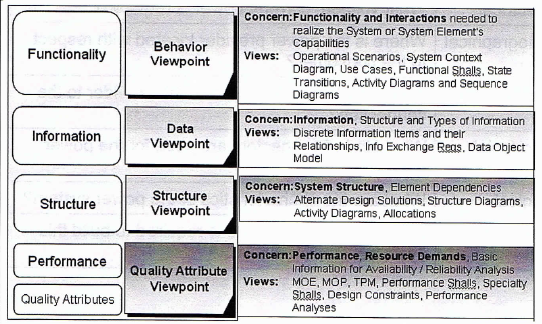 Functionality
Behavior
Viewpoint
Concern: Functionality and Interactions needed to
realize the System or System Element's
Capabilities
Views: Operational Scenarios, System Context
Diagram, Use Cases, Functional Shalls, State
Transitions, Activity Diagrams and Sequence
Diagrams
Information
Data
Viewpoint
Concern: Information, Structure and Types of Information
Views: Discrete Information Items and their
Relationships, Info Exchange Reqs, Data Object
Model
Structure
Structure
Viewpoint
Concern: System Structure, Element Dependencies
Views: Alternate Design Solutions, Structure Diagrams,
Activity Diagrams, Allocations
Performance
Quality Attributes
Quality Attribute
Viewpoint
Concern: Performance, Resource Demands, Basic
Information for Availability / Reliability Analysis
Views: MOE, MOP, TPM, Performance Shalls, Specialty
Shalls, Design Constraints, Performance
Analyses